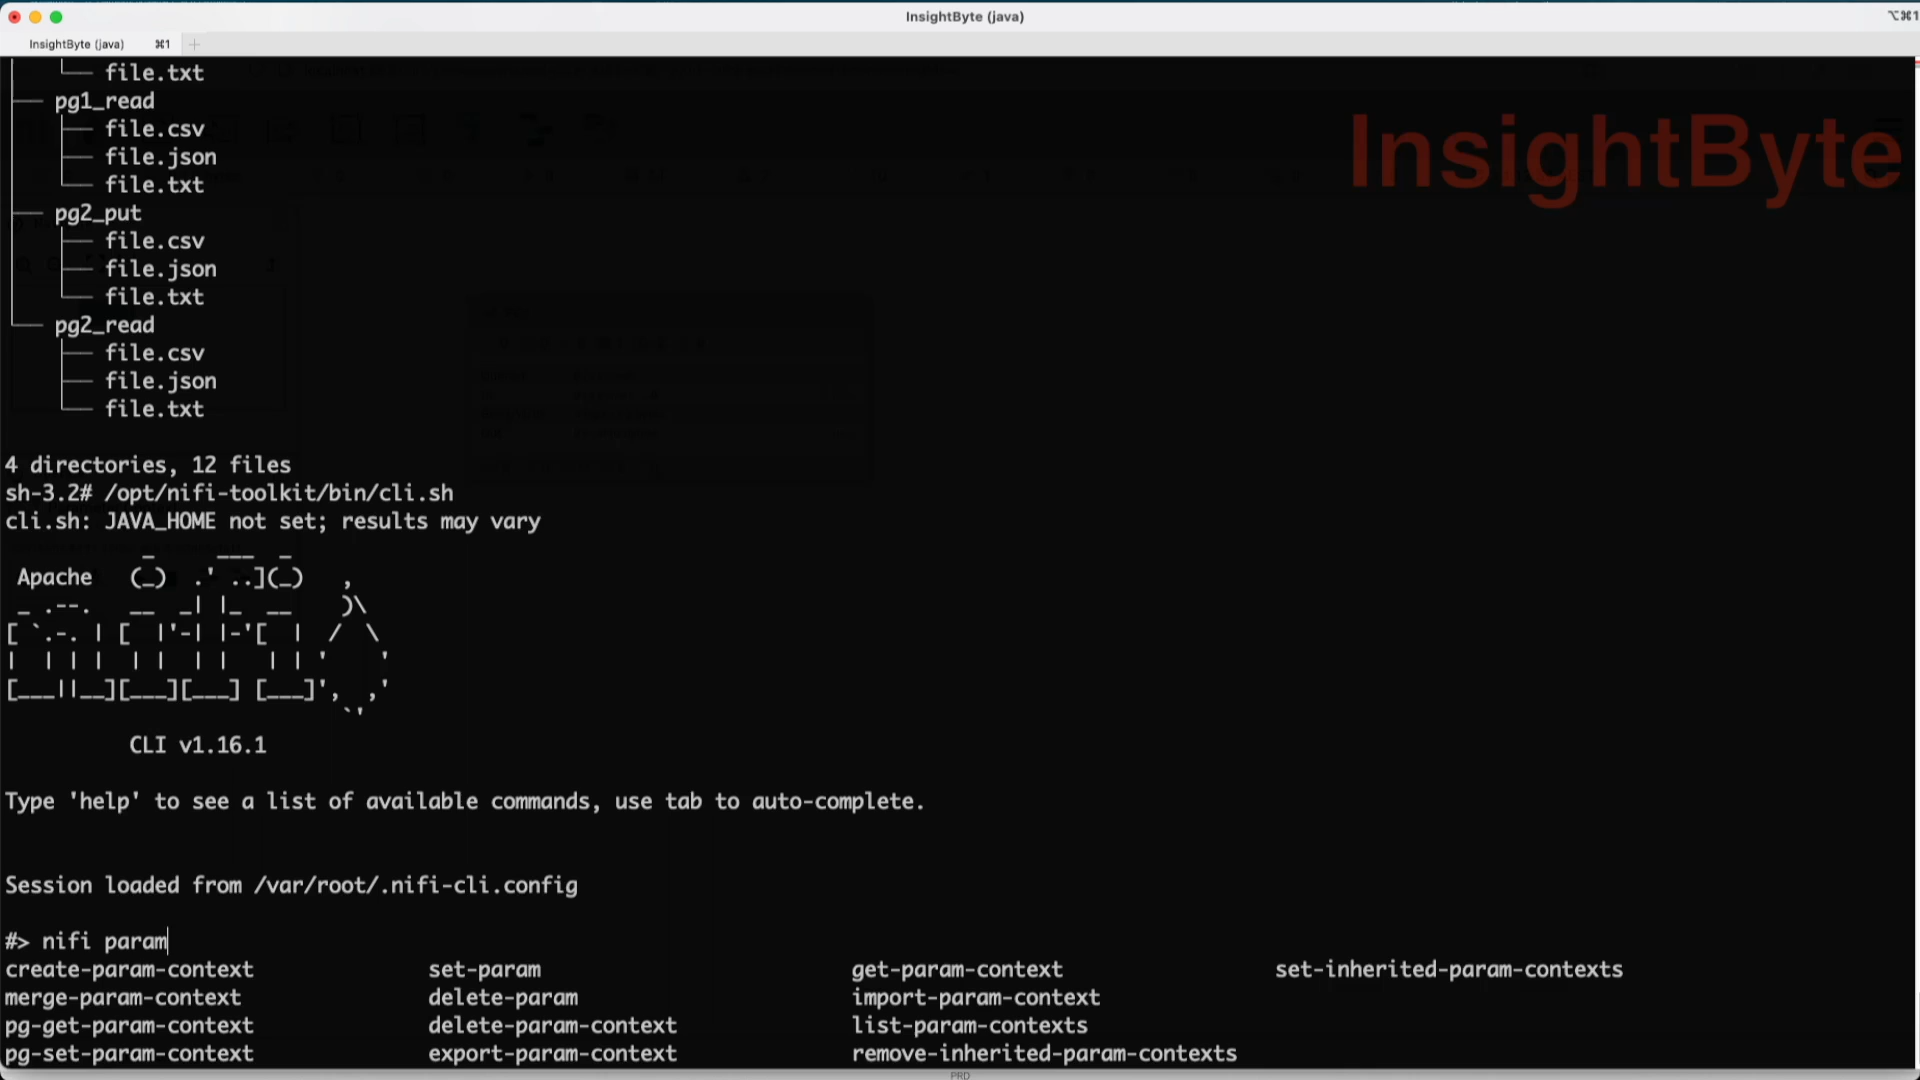 InsightByte (java)
⌥⌘1
InsightByte (java) ⌘1 +
└── file.txt
├── pg1_read
├── file.csv
├── file.json
└── file.txt
├── pg2_put
├── file.csv
├── file.json
└── file.txt
└── pg2_read
├── file.csv
├── file.json
└── file.txt
InsightByte
4 directories, 12 files
sh-3.2# /opt/nifi-toolkit/bin/cli.sh
cli.sh: JAVA_HOME not set; results may vary
Apache
CLI v1.16.1
Type 'help' to see a list of available commands, use tab to auto-complete.
Session loaded from /var/root/.nifi-cli.config
#> nifi param
create-param-context set-param get-param-context set-inherited-param-contexts
merge-param-context delete-param import-param-context
pg-get-param-context delete-param-context list-param-contexts
pg-set-param-context export-param-context remove-inherited-param-contexts
PRD